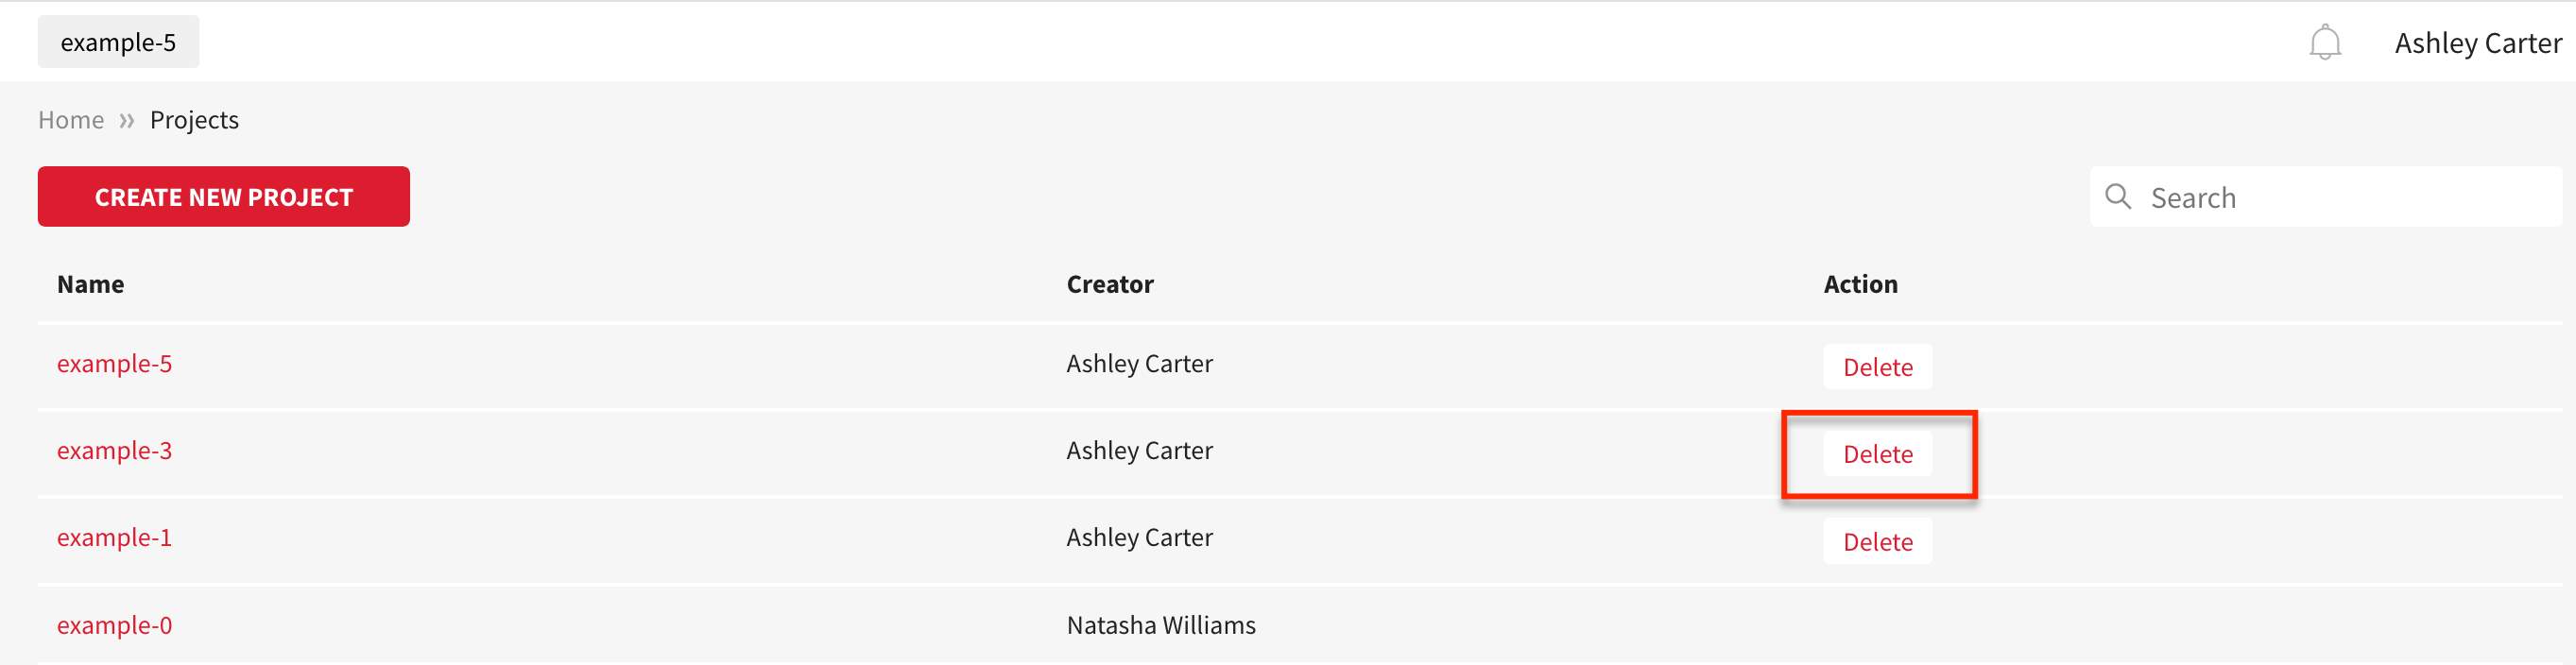 example-5 Ashley Carter
Home » Projects
CREATE NEW PROJECT Search
Name Creator Action
example-5 Ashley Carter Delete
example-3 Ashley Carter Delete
example-1 Ashley Carter Delete
example-0 Natasha Williams